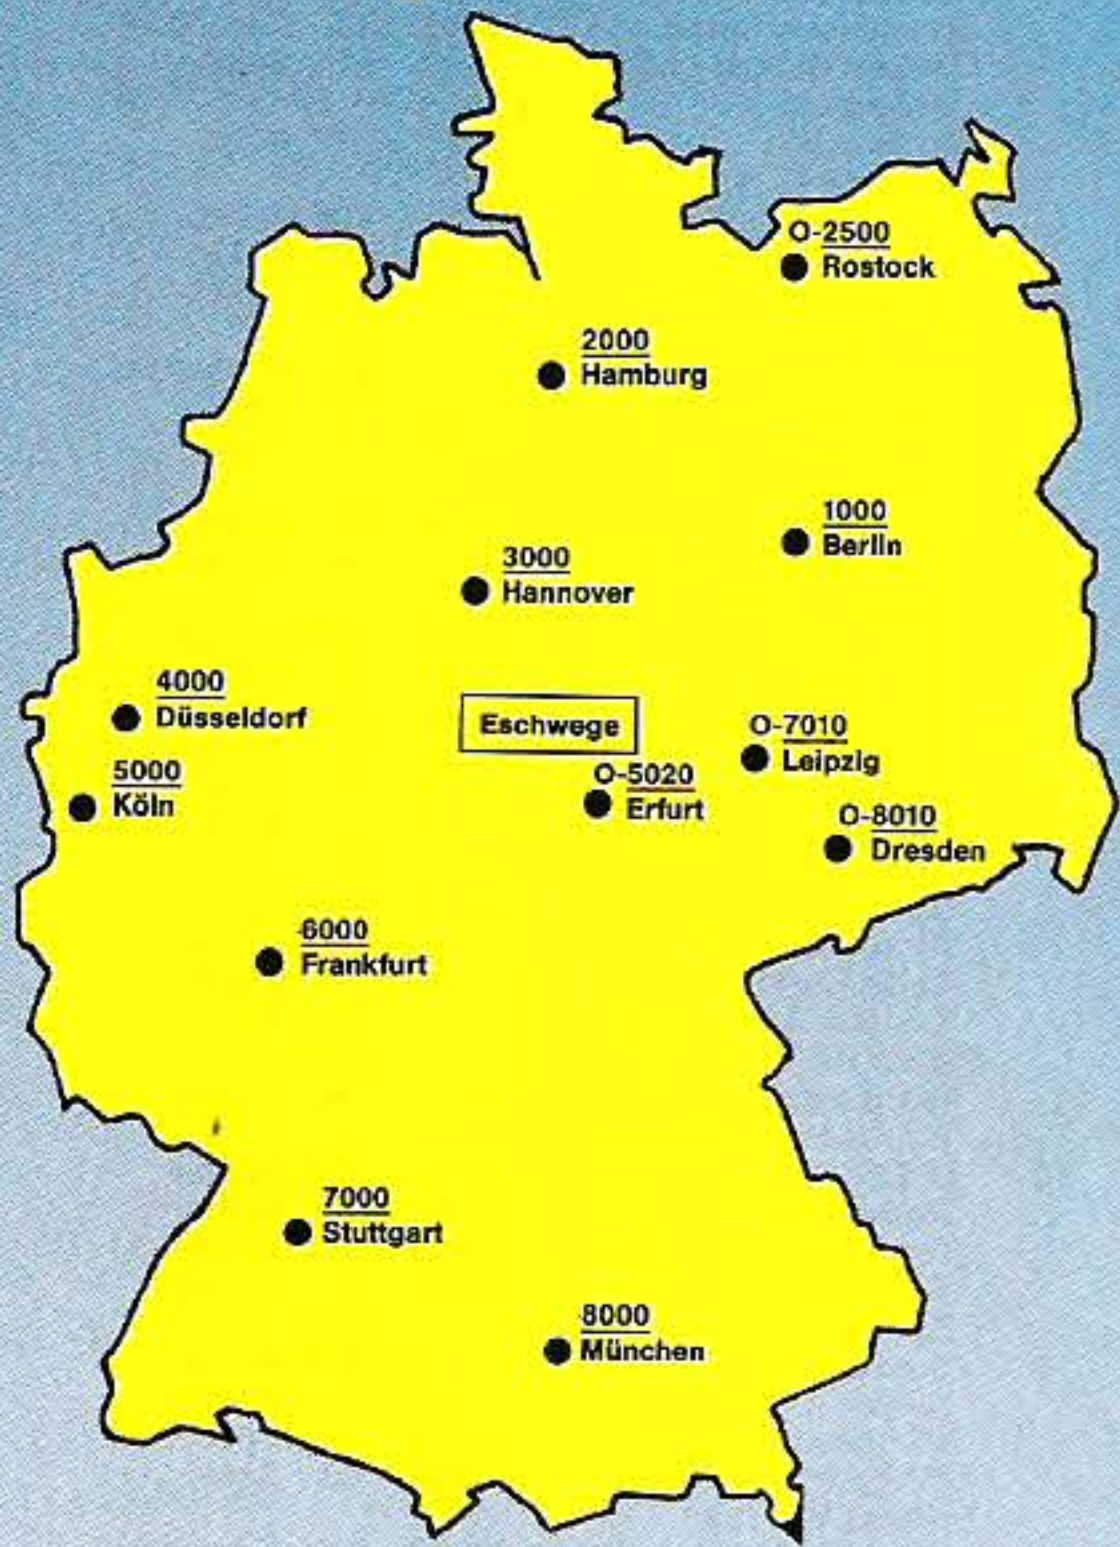 O-2500
Rostock
2000
Hamburg
1000
Berlin
3000
Hannover
4000
Düsseldorf
Eschwege
O-7010
Leipzig
5000
Köln
O-5020
Erfurt
O-8010
Dresden
6000
Frankfurt
7000
Stuttgart
8000
München